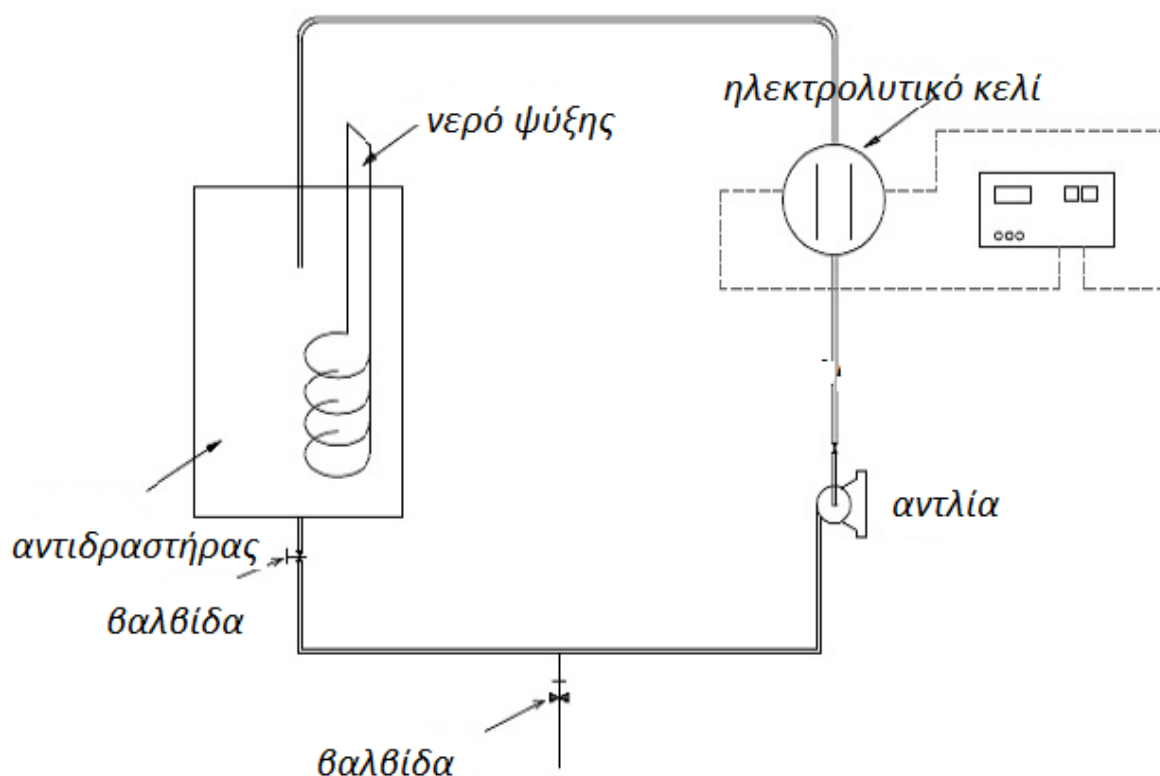 ηλεκτρολυτικό κελί
νερό ψύξης
αντλία
αντιδραστήρας
βαλβίδα
βαλβίδα